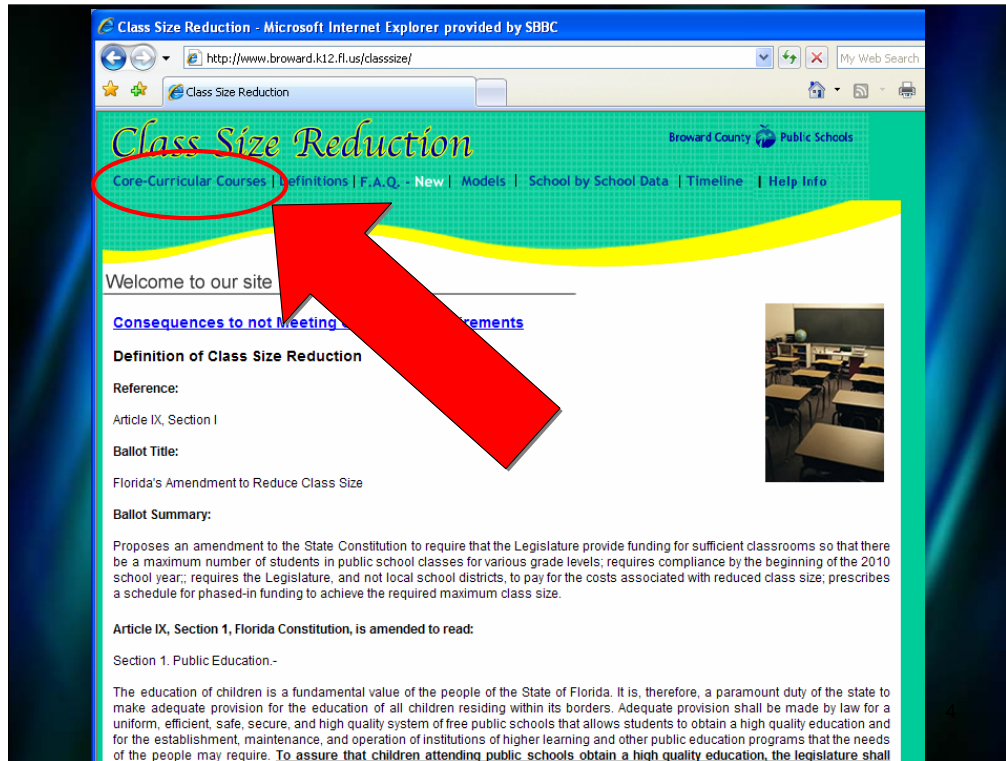 Class Size Reduction - Microsoft Internet Explorer provided by SBBC
http://www.broward.k12.fl.us/classsize/
My Web Search
Class Size Reduction
Class Size Reduction
Broward County Public Schools
Core-Curricular Courses | Definitions | F.A.Q. - New | Models | School by School Data | Timeline | Help Info
Welcome to our site
Consequences to not Meeting
Definition of Class Size Reduction
Reference:
Article IX, Section I
Ballot Title:
Florida's Amendment to Reduce Class Size
Ballot Summary:
Proposes an amendment to the State Constitution to require that the Legislature provide funding for sufficient classrooms so that there
be a maximum number of students in public school classes for various grade levels; requires compliance by the beginning of the 2010
school year;; requires the Legislature, and not local school districts, to pay for the costs associated with reduced class size; prescribes
a schedule for phased-in funding to achieve the required maximum class size.
Article IX, Section 1, Florida Constitution, is amended to read:
Section 1. Public Education.-
The education of children is a fundamental value of the people of the State of Florida. It is, therefore, a paramount duty of the state to
make adequate provision for the education of all children residing within its borders. Adequate provision shall be made by law for a
uniform, efficient, safe, secure, and high quality system of free public schools that allows students to obtain a high quality education and
for the establishment, maintenance, and operation of institutions of higher learning and other public education programs that the needs
of the people may require. To assure that children attending public schools obtain a high quality education, the legislature shall
4